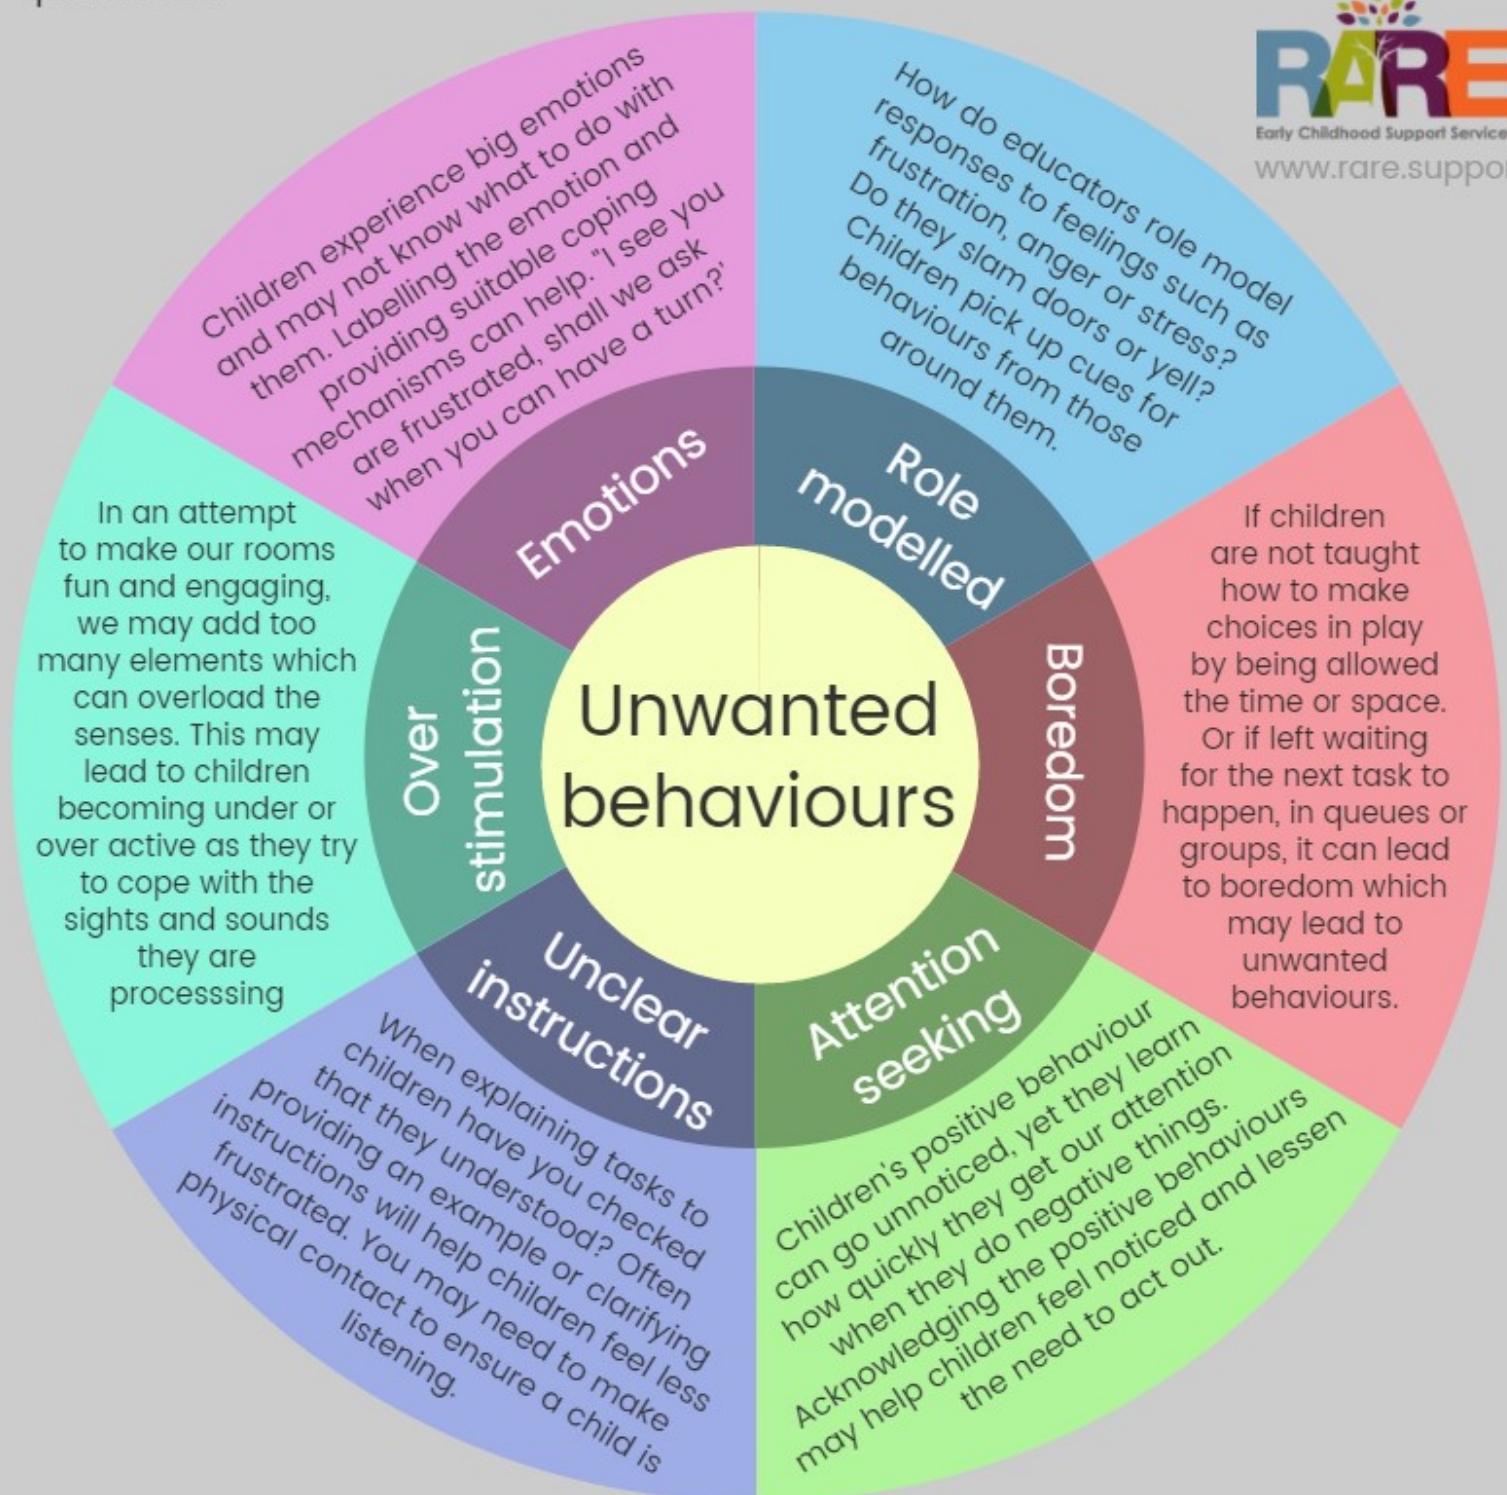 RARE
Early Childhood Support Service
www.rare.suppor
Children experience big emotions
and may not know what to do with
them. Labelling the emotion and
providing suitable coping
mechanisms can help. "I see you
are frustrated, shall we ask
when you can have a turn?'
How do educators role model
responses to feelings such as
frustration, anger or stress?
Do they slam doors or yell?
Children pick up cues for
behaviours from those
around them.
Emotions
Role
modelled
In an attempt
to make our rooms
fun and engaging,
we may add too
many elements which
can overload the
senses. This may
lead to children
becoming under or
over active as they try
to cope with the
sights and sounds
they are
processsing
Over
stimulation
Unwanted
behaviours
Boredom
If children
are not taught
how to make
choices in play
by being allowed
the time or space.
Or if left waiting
for the next task to
happen, in queues or
groups, it can lead
to boredom which
may lead to
unwanted
behaviours.
Unclear
instructions
Attention
seeking
When explaining tasks to
children have you checked
that they understood? Often
providing an example or clarifying
instructions will help children feel less
frustrated. You may need to make
physical contact to ensure a child is
listening.
Children's positive behaviour
can go unnoticed, yet they learn
how quickly they get our attention
when they do negative things.
Acknowledging the positive behaviours
may help children feel noticed and lessen
the need to act out.